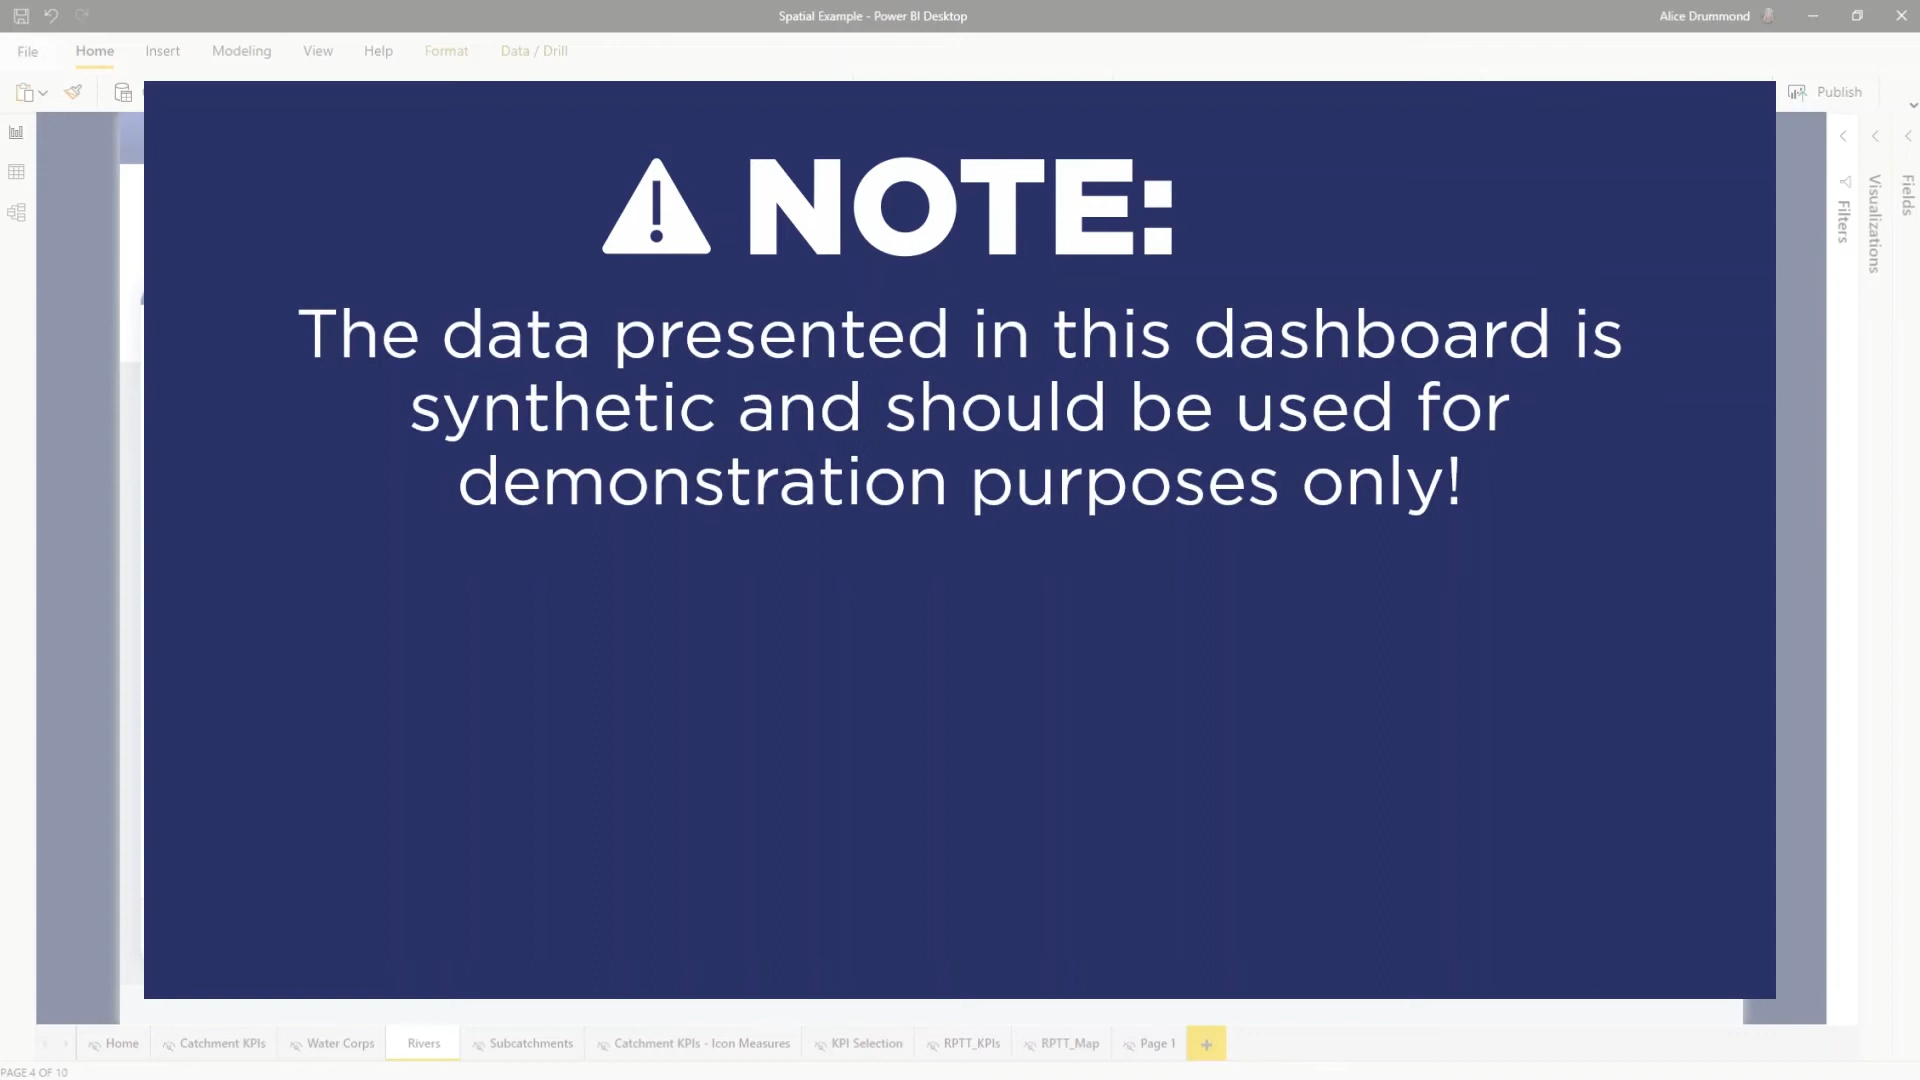 Spatial Example - Power BI Desktop
Alice Drummond
File Home Insert Modeling View Help Format Data / Drill
Publish
NOTE:
The data presented in this dashboard is
synthetic and should be used for
demonstration purposes only!
Filters
Visualizations
Fields
Home Catchment KPIs Water Corps Rivers Subcatchments Catchment KPIs - Icon Measures KPI Selection RPTT_KPIs RPTT_Map Page 1
PAGE 4 OF 10